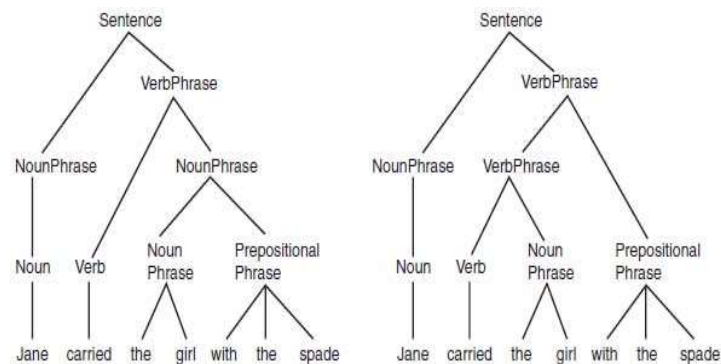 Sentence Sentence
VerbPhrase VerbPhrase
NounPhrase NounPhrase NounPhrase VerbPhrase
Noun Verb Noun Phrase Prepositional Phrase Noun Verb Noun Phrase Prepositional Phrase
Jane carried the girl with the spade Jane carried the girl with the spade